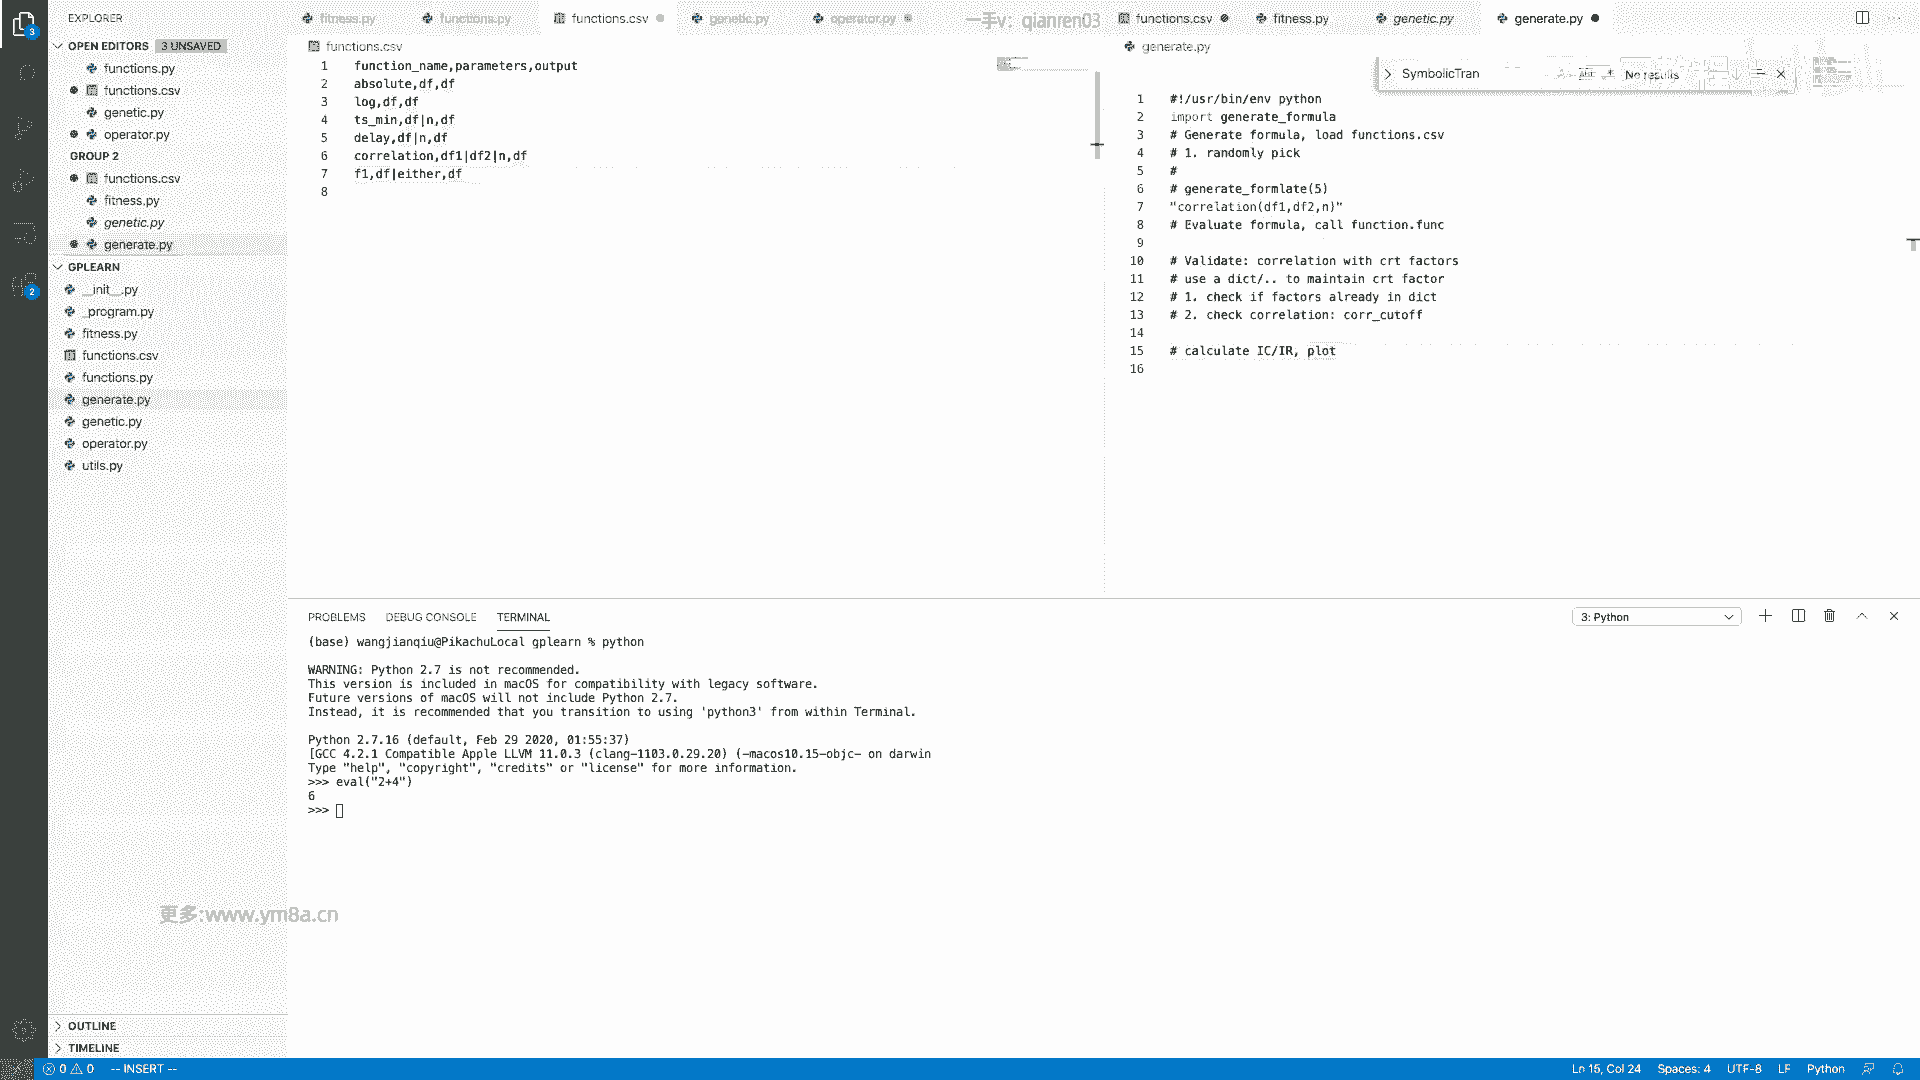 EXPLORER
OPEN EDITORS 3 UNSAVED
functions.py
functions.csv
genetic.py
operator.py
GROUP 2
functions.csv
fitness.py
genetic.py
generate.py
GPLEARN
__init__.py
_program.py
fitness.py
functions.csv
functions.py
generate.py
genetic.py
operator.py
utils.py
OUTLINE
TIMELINE
3
2
fitness.py functions.py functions.csv genetic.py operator.py
一手v: qianren03
functions.csv fitness.py genetic.py generate.py
functions.csv
1 function_name,parameters,output
2 absolute,df,df
3 log,df,df
4 ts_min,df|n,df
5 delay,df|n,df
6 correlation,df1|df2|n,df
7 f1,df|either,df
8
generate.py
SymbolicTran No results
1 #!/usr/bin/env python
2 import generate_formula
3 # Generate formula, load functions.csv
4 # 1. randomly pick
5 #
6 # generate_formlate(5)
7 "correlation(df1,df2,n)"
8 # Evaluate formula, call function.func
9
10 # Validate: correlation with crt factors
11 # use a dict/.. to maintain crt factor
12 # 1. check if factors already in dict
13 # 2. check correlation: corr_cutoff
14
15 # calculate IC/IR, plot
16
PROBLEMS DEBUG CONSOLE TERMINAL
3: Python
(base) wangjianqiu@PikachuLocal gplearn % python
WARNING: Python 2.7 is not recommended.
This version is included in macOS for compatibility with legacy software.
Future versions of macOS will not include Python 2.7.
Instead, it is recommended that you transition to using 'python3' from within Terminal.
Python 2.7.16 (default, Feb 29 2020, 01:55:37)
[GCC 4.2.1 Compatible Apple LLVM 11.0.3 (clang-1103.0.29.20) (-macos10.15-objc- on darwin
Type "help", "copyright", "credits" or "license" for more information.
>>> eval("2+4")
6
>>>
更多:www.ym8a.cn
0 0 -- INSERT --
Ln 15, Col 24 Spaces: 4 UTF-8 LF Python